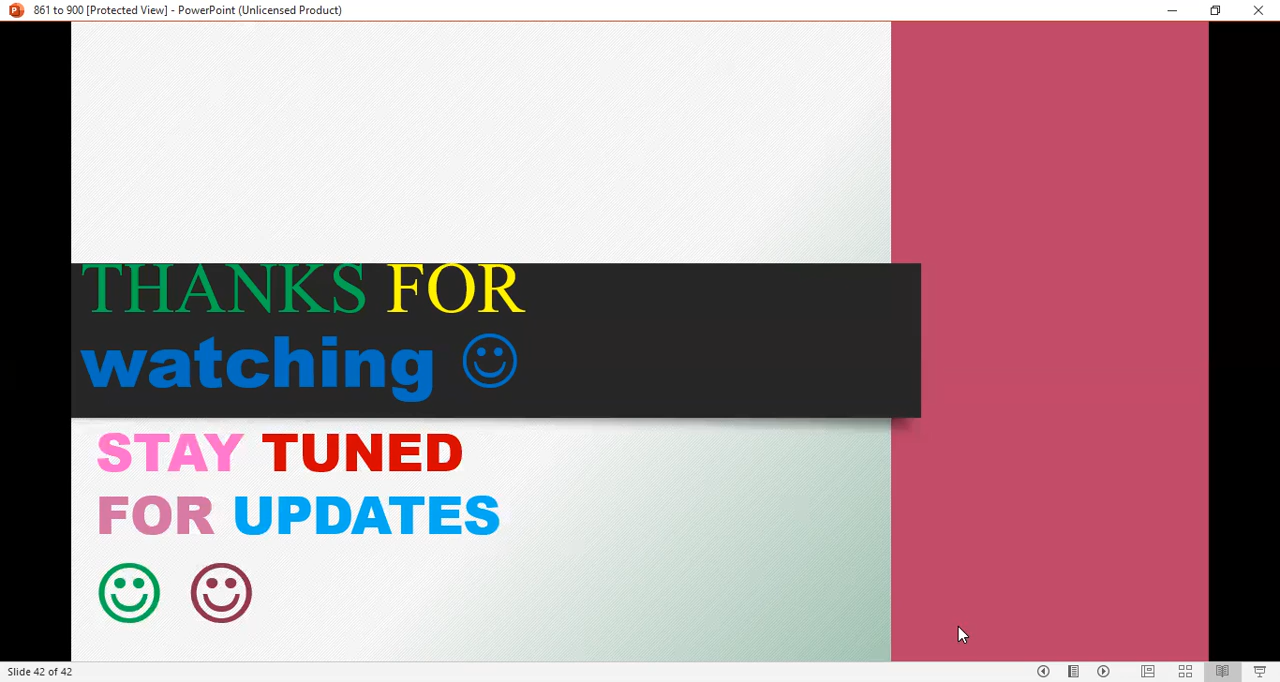 861 to 900 [Protected View] - PowerPoint (Unlicensed Product)
THANKS FOR
watching ☺
STAY TUNED
FOR UPDATES
☺ ☺
Slide 42 of 42